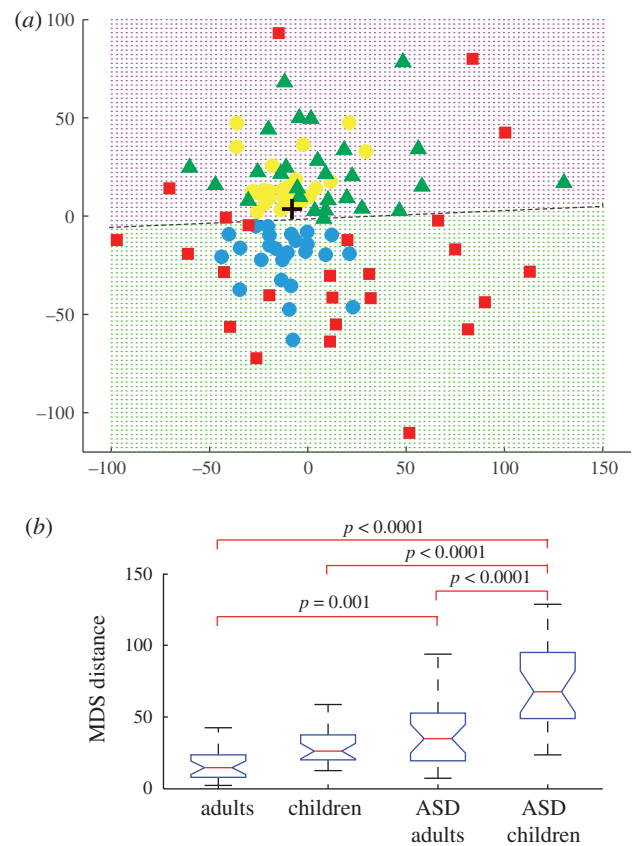 (a)
100
50
0
−50
−100
−100 −50 0 50 100 150
(b)
p < 0.0001
p < 0.0001
p < 0.0001
p = 0.001
150
100
50
0
MDS distance
adults children ASD adults ASD children